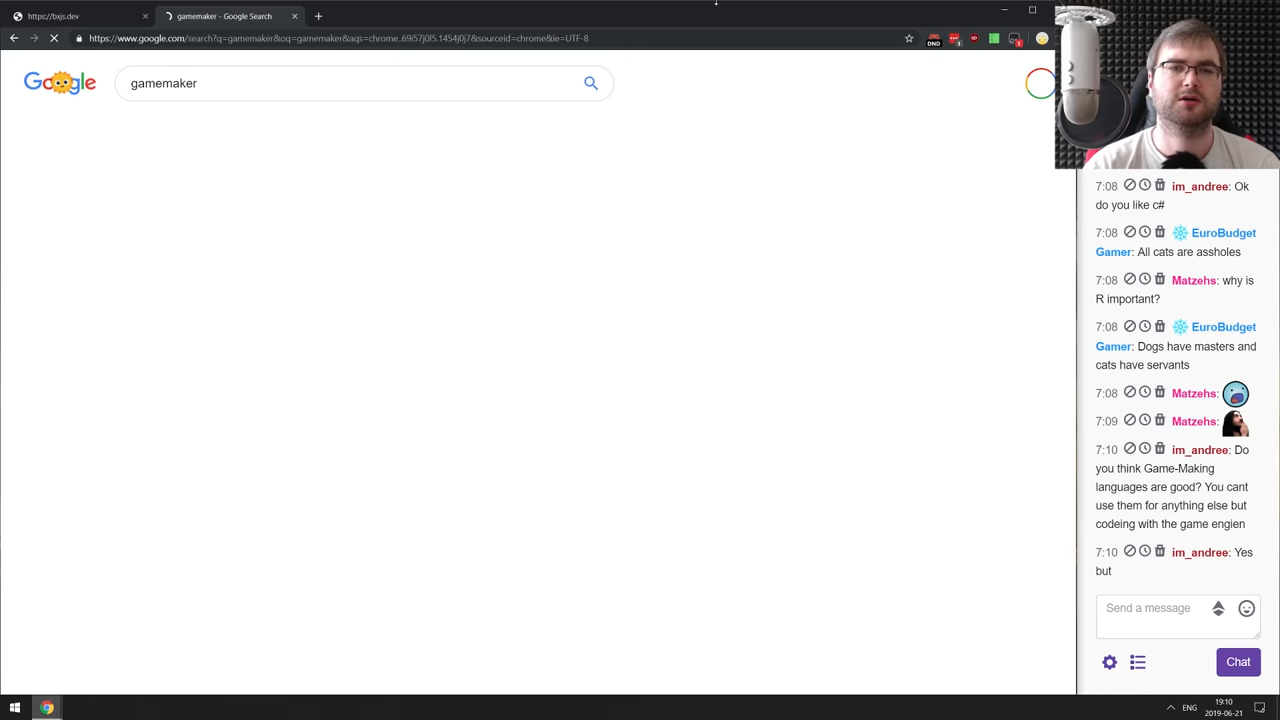 https://bxjs.dev
gamemaker - Google Search
https://www.google.com/search?q=gamemaker&oq=gamemaker&aqs=chrome..69i57j0l5.1454j0j7&sourceid=chrome&ie=UTF-8
DND
Google
gamemaker
7:08 im_andree: Ok
do you like c#
7:08 EuroBudget
Gamer: All cats are assholes
7:08 Matzehs: why is
R important?
7:08 EuroBudget
Gamer: Dogs have masters and
cats have servants
7:08 Matzehs:
7:09 Matzehs:
7:10 im_andree: Do
you think Game-Making
languages are good? You cant
use them for anything else but
codeing with the game engien
7:10 im_andree: Yes
but
Send a message
Chat
ENG
19:10
2019-06-21